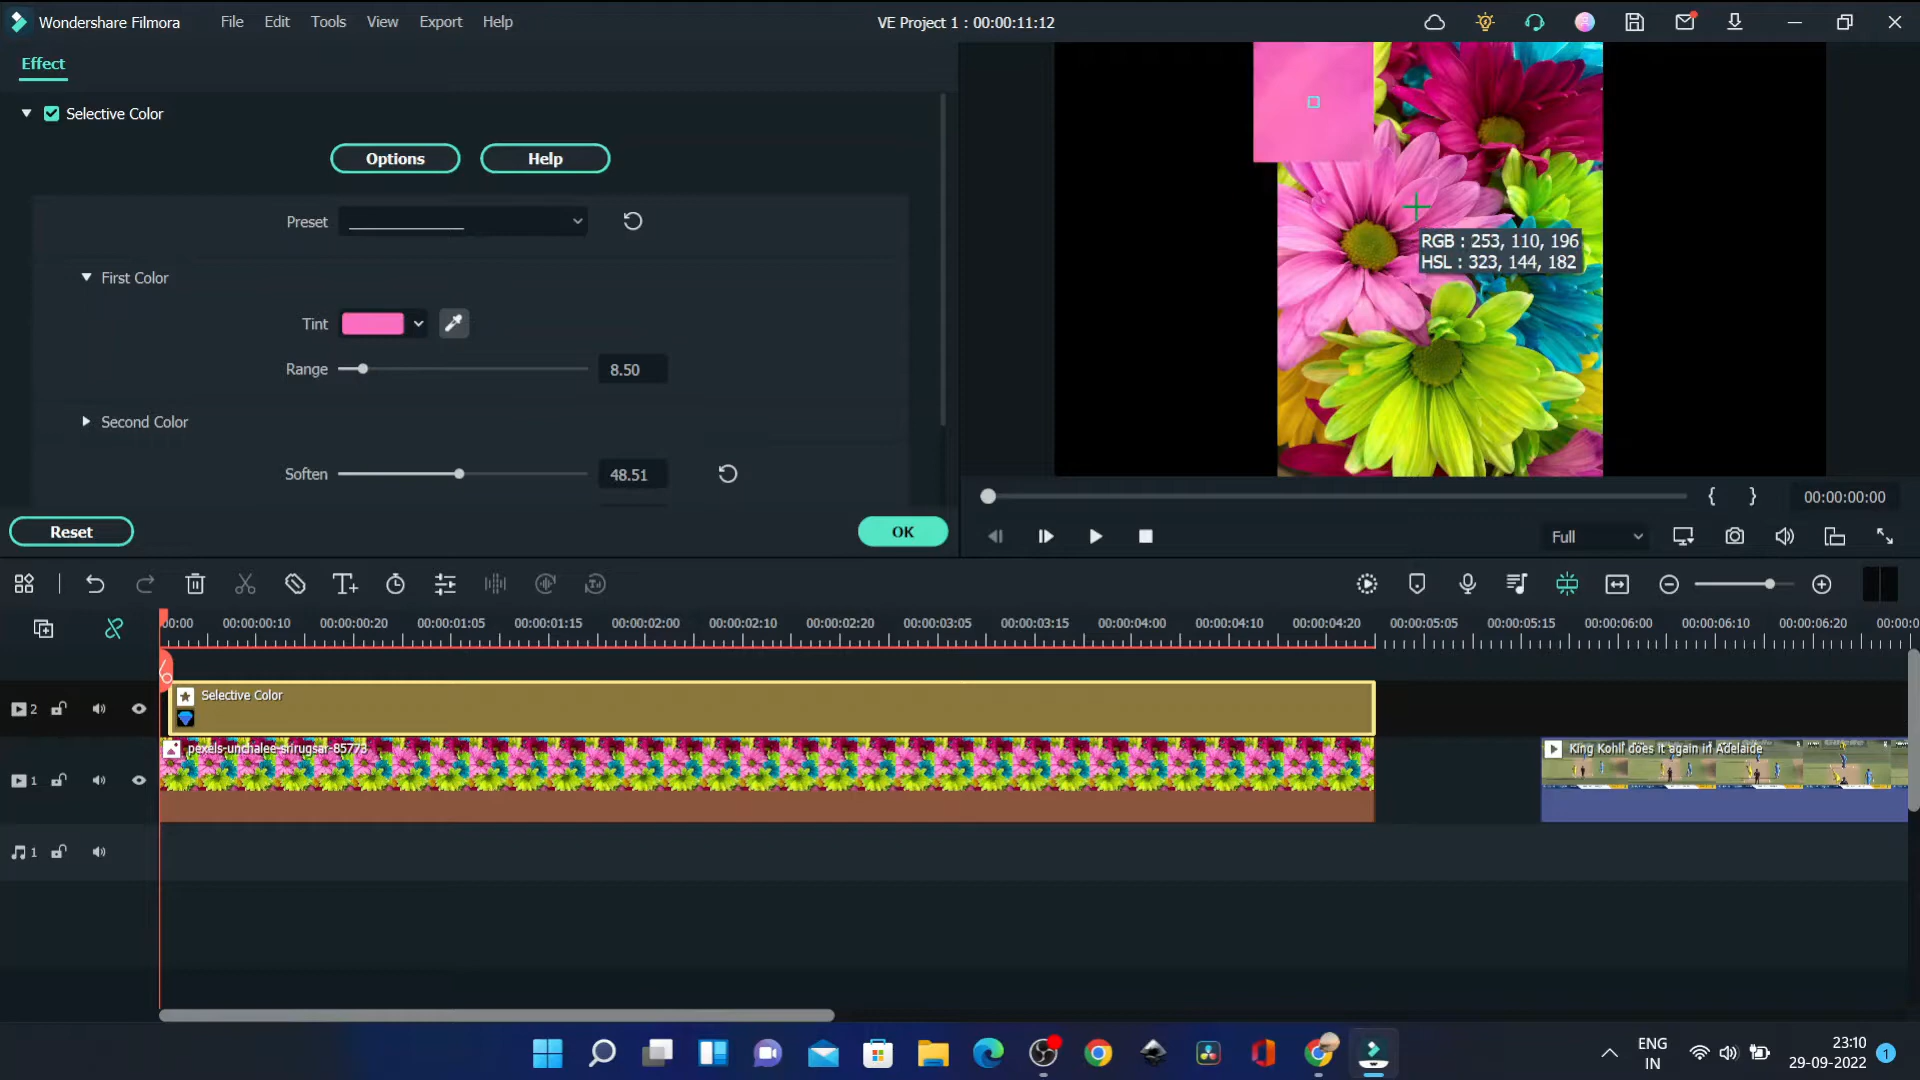 Wondershare Filmora
File
Edit
Tools
View
Export
Help
VE Project 1 : 00:00:11:12
Effect
Selective Color
Options
Help
Preset
First Color
Tint
Range
8.50
Second Color
Soften
48.51
Reset
OK
RGB : 253, 110, 196
HSL : 323, 144, 182
{ }
00:00:00:00
Full
00:00
00:00:00:10
00:00:00:20
00:00:01:05
00:00:01:15
00:00:02:00
00:00:02:10
00:00:02:20
00:00:03:05
00:00:03:15
00:00:04:00
00:00:04:10
00:00:04:20
00:00:05:05
00:00:05:15
00:00:06:00
00:00:06:10
00:00:06:20
00:00:0
2
Selective Color
1
pexels-unchalee-srirugsar-85773
King Kohli does it again in Adelaide
1
ENG
IN
23:10
29-09-2022
1